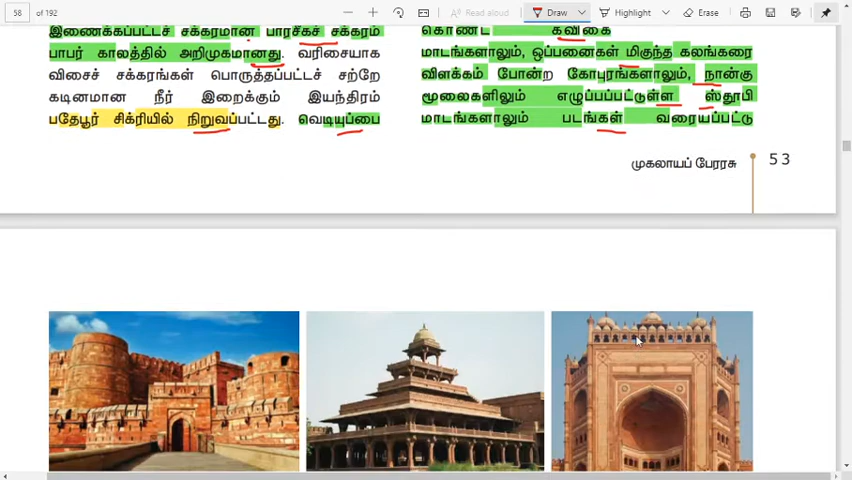 58 of 192 Read aloud Draw Highlight Erase
இணைக்கப்பட்டச் சக்கரமான பாரசீகச் சக்கரம்
பாபர் காலத்தில் அறிமுகமானது. வரிசையாக
விசைச் சக்கரங்கள் பொருத்தப்பட்டச் சற்றே
கடினமான நீர் இறைக்கும் இயந்திரம்
பதேபூர் சிக்ரியில் நிறுவப்பட்டது. வெடியுப்பை
கொண்ட கவிகை
மாடங்களாலும், ஒப்பனைகள் மிகுந்த கலங்கரை
விளக்கம் போன்ற கோபுரங்களாலும், நான்கு
மூலைகளிலும் எழுப்பப்பட்டுள்ள ஸ்தூபி
மாடங்களாலும் படங்கள் வரையப்பட்டு
முகலாயப் பேரரசு 53